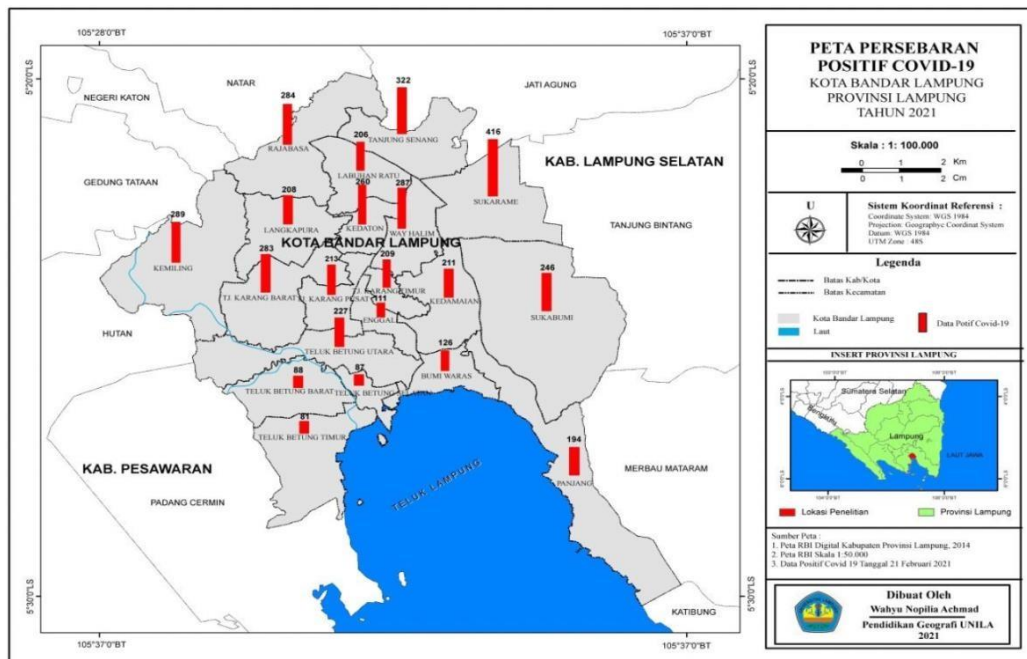 105°28'0"BT
105°37'0"BT
5°20'0"LS
5°20'0"LS
NATAR
322
JATI AGUNG
NEGERI KATON
284
TANJUNG SENANG
416
RAJABASA
206
LABUHAN RATU
KAB. LAMPUNG SELATAN
GEDUNG TATAAN
260
287
SUKARAME
208
289
LANGKAPURA
KEDATON
WAY HALIM
TANJUNG BINTANG
KOTA BANDAR LAMPUNG
KEMILING
283
213
209
211
246
TJ. KARANG BARAT
KARANG PUSAT
TJ. KARANG TIMUR
KEDAMAIAN
111
ENGGAL
SUKABUMI
HUTAN
227
TELUK BETUNG UTARA
126
BUMI WARAS
88
87
TELUK BETUNG BARAT
TELUK BETUNG SELATAN
81
TELUK BETUNG TIMUR
194
KAB. PESAWARAN
MERBAU MATARAM
TELUK LAMPUNG
PANJANG
PADANG CERMIN
5°30'0"LS
5°30'0"LS
KATIBUNG
105°37'0"BT
105°37'0"BT
PETA PERSEBARAN
POSITIF COVID-19
KOTA BANDAR LAMPUNG
PROVINSI LAMPUNG
TAHUN 2021
Skala : 1: 100.000
0 1 2 Km
0 1 2 Cm
U
Sistem Koordinat Referensi :
Coordinate System: WGS 1984
Projection: Geographyc Coordinat System
Datum: WGS 1984
UTM Zone : 48S
Legenda
Batas Kab/Kota
Batas Kecamatan
Kota Bandar Lampung
Data Potif Covid-19
Laut
INSERT PROVINSI LAMPUNG
Sumatera Selatan
Bengkulu
Lampung
LAUT JAWA
Lokasi Penelitian
Provinsi Lampung
Sumber Peta :
1. Peta RBI Digital Kabupaten Provinsi Lampung, 2014
2. Peta RBI Skala 1:50.000
3. Data Positif Covid 19 Tanggal 21 Februari 2021
Dibuat Oleh
Wahyu Nopilia Achmad
Pendidikan Geografi UNILA
2021